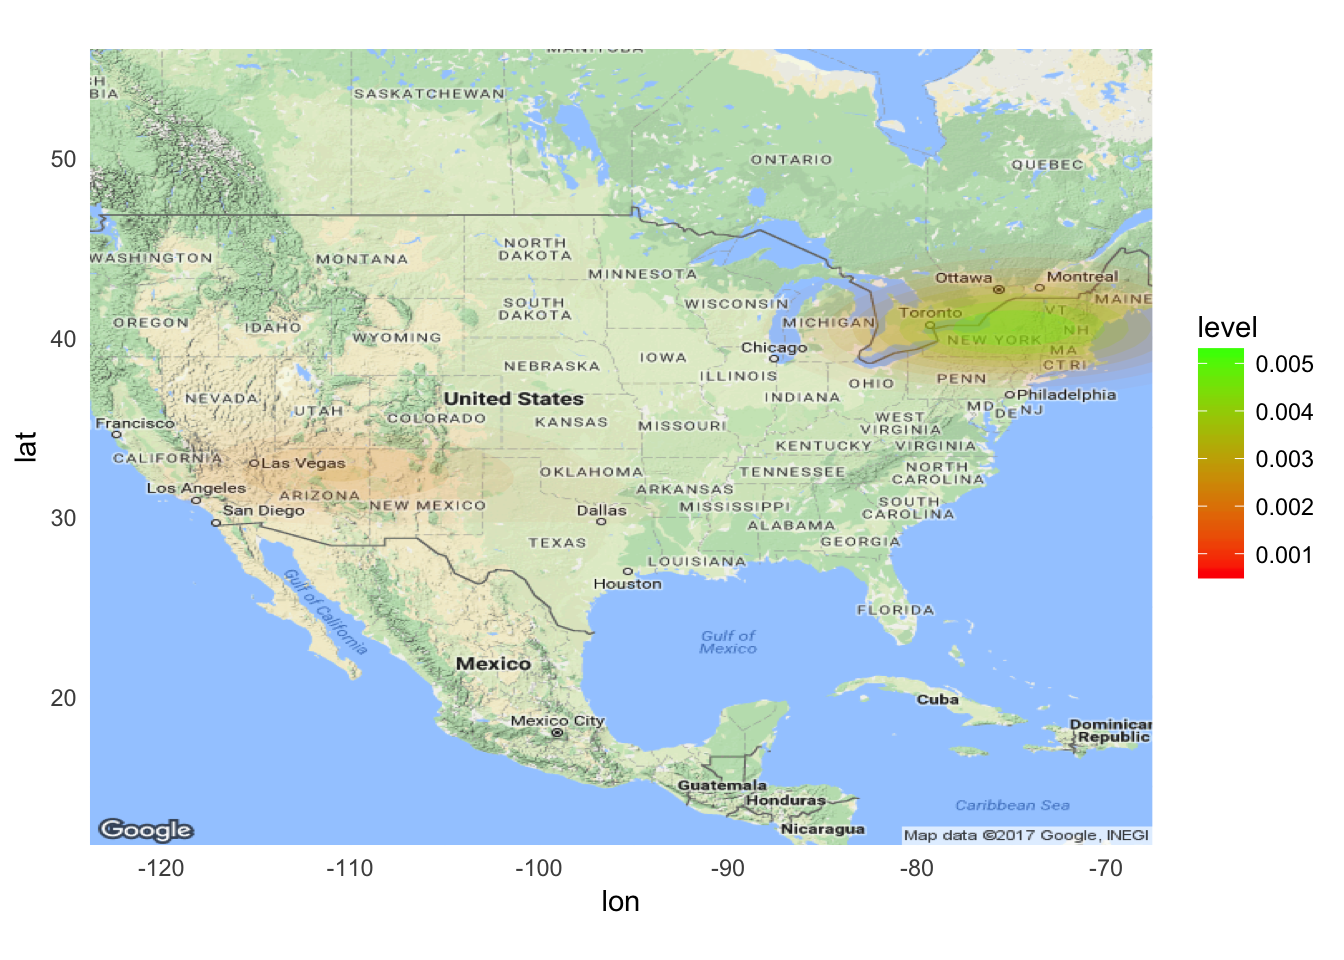 MANITOBA
SH
BIA
SASKATCHEWAN
ONTARIO
QUEBEC
50
WASHINGTON
MONTANA
NORTH
DAKOTA
MINNESOTA
Ottawa
Montreal
MAINE
OREGON
IDAHO
WYOMING
SOUTH
DAKOTA
WISCONSIN
MICHIGAN
Toronto
VT
NH
NEW YORK
MA
CT RI
40
Chicago
IOWA
NEBRASKA
ILLINOIS
INDIANA
OHIO
PENN
Philadelphia
MD
DE NJ
NEVADA
UTAH
COLORADO
United States
KANSAS
MISSOURI
WEST
VIRGINIA
KENTUCKY
VIRGINIA
Francisco
CALIFORNIA
Las Vegas
Los Angeles
San Diego
ARIZONA
NEW MEXICO
OKLAHOMA
ARKANSAS
TENNESSEE
NORTH
CAROLINA
SOUTH
CAROLINA
MISSISSIPPI
ALABAMA
GEORGIA
30
Dallas
TEXAS
LOUISIANA
Houston
FLORIDA
Gulf of California
Gulf of
Mexico
Mexico
20
Mexico City
Cuba
Dominican
Republic
Guatemala
Honduras
Nicaragua
Caribbean Sea
Google
Map data ©2017 Google, INEGI
-120
-110
-100
-90
-80
-70
lon
lat
level
0.005
0.004
0.003
0.002
0.001